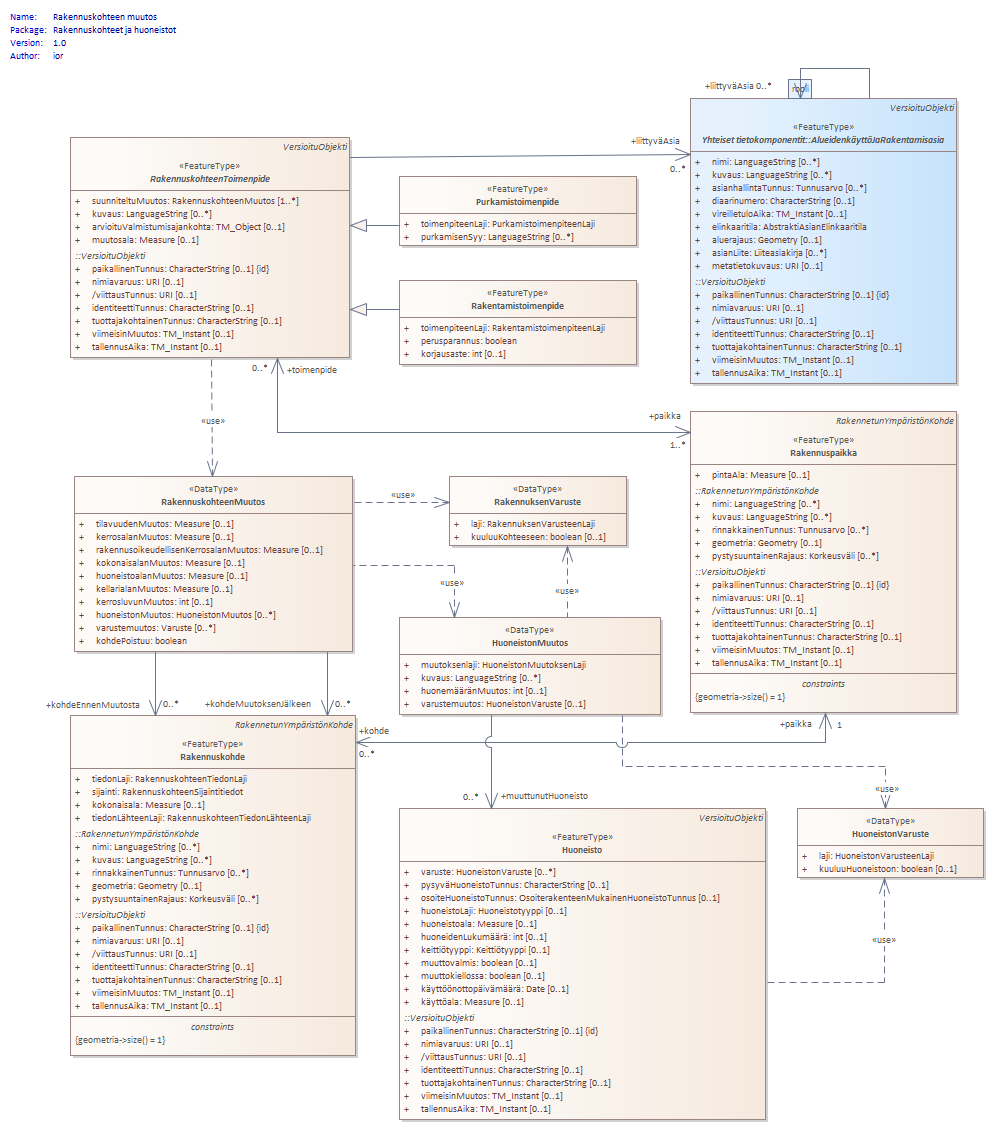 Name: Rakennuskohteen muutos
Package: Rakennuskohteet ja huoneistot
Version: 1.0
Author: ior
+liittyväAsia 0..*
rooli
VersioituObjekti
«FeatureType»
Yhteiset tietokomponentit::AlueidenkäyttöJaRakentamisasia
+ nimi: LanguageString [0..*]
+ kuvaus: LanguageString [0..*]
+ asianhallintaTunnus: Tunnusarvo [0..*]
+ diaarinumero: CharacterString [0..1]
+ vireilletuloAika: TM_Instant [0..1]
+ elinkaaritila: AbstraktiAsianElinkaaritila
+ aluerajaus: Geometry [0..1]
+ asianLiite: Liiteasiakirja [0..*]
+ metatietokuvaus: URI [0..1]
::VersioituObjekti
+ paikallinenTunnus: CharacterString [0..1] {id}
+ nimiavaruus: URI [0..1]
+ /viittausTunnus: URI [0..1]
+ identiteettiTunnus: CharacterString [0..1]
+ tuottajakohtainenTunnus: CharacterString [0..1]
+ viimeisinMuutos: TM_Instant [0..1]
+ tallennusAika: TM_Instant [0..1]
VersioituObjekti
«FeatureType»
RakennuskohteenToimenpide
+ suunniteltuMuutos: RakennuskohteenMuutos [1..*]
+ kuvaus: LanguageString [0..*]
+ arvioituValmistumisajankohta: TM_Object [0..1]
+ muutosala: Measure [0..1]
::VersioituObjekti
+ paikallinenTunnus: CharacterString [0..1] {id}
+ nimiavaruus: URI [0..1]
+ /viittausTunnus: URI [0..1]
+ identiteettiTunnus: CharacterString [0..1]
+ tuottajakohtainenTunnus: CharacterString [0..1]
+ viimeisinMuutos: TM_Instant [0..1]
+ tallennusAika: TM_Instant [0..1]
+liittyväAsia
0..*
«FeatureType»
Purkamistoimenpide
+ toimenpiteenLaji: PurkamistoimenpiteenLaji
+ purkamisenSyy: LanguageString [0..*]
«FeatureType»
Rakentamistoimenpide
+ toimenpiteenLaji: RakentamistoimenpiteenLaji
+ perusparannus: boolean
+ korjausaste: int [0..1]
0..*
+toimenpide
«use»
+paikka
1..*
RakennetunYmpäristönKohde
«FeatureType»
Rakennuspaikka
+ pintaAla: Measure [0..1]
::RakennetunYmpäristönKohde
+ nimi: LanguageString [0..*]
+ kuvaus: LanguageString [0..*]
+ rinnakkainenTunnus: Tunnusarvo [0..*]
+ geometria: Geometry [0..1]
+ pystysuuntainenRajaus: Korkeusväli [0..*]
::VersioituObjekti
+ paikallinenTunnus: CharacterString [0..1] {id}
+ nimiavaruus: URI [0..1]
+ /viittausTunnus: URI [0..1]
+ identiteettiTunnus: CharacterString [0..1]
+ tuottajakohtainenTunnus: CharacterString [0..1]
+ viimeisinMuutos: TM_Instant [0..1]
+ tallennusAika: TM_Instant [0..1]
constraints
{geometria->size() = 1}
«DataType»
RakennuskohteenMuutos
+ tilavuudenMuutos: Measure [0..1]
+ kerrosalanMuutos: Measure [0..1]
+ rakennusoikeudellisenKerrosalanMuutos: Measure [0..1]
+ kokonaisalanMuutos: Measure [0..1]
+ huoneistoalanMuutos: Measure [0..1]
+ kellarialanMuutos: Measure [0..1]
+ kerrosluvunMuutos: int [0..1]
+ huoneistonMuutos: HuoneistonMuutos [0..*]
+ varustemuutos: Varuste [0..*]
+ kohdePoistuu: boolean
«use»
«DataType»
RakennuksenVaruste
+ laji: RakennuksenVarusteenLaji
+ kuuluuKohteeseen: boolean [0..1]
«use»
«use»
«DataType»
HuoneistonMuutos
+ muutoksenlaji: HuoneistonMuutoksenLaji
+ kuvaus: LanguageString [0..*]
+ huonemääränMuutos: int [0..1]
+ varustemuutos: HuoneistonVaruste [0..1]
+kohdeEnnenMuutosta
0..*
+kohdeMuutoksenJälkeen
0..*
RakennetunYmpäristönKohde
«FeatureType»
Rakennuskohde
+ tiedonLaji: RakennuskohteenTiedonLaji
+ sijainti: RakennuskohteenSijaintitiedot
+ kokonaisala: Measure [0..1]
+ tiedonLähteenLaji: RakennuskohteenTiedonLähteenLaji
::RakennetunYmpäristönKohde
+ nimi: LanguageString [0..*]
+ kuvaus: LanguageString [0..*]
+ rinnakkainenTunnus: Tunnusarvo [0..*]
+ geometria: Geometry [0..1]
+ pystysuuntainenRajaus: Korkeusväli [0..*]
::VersioituObjekti
+ paikallinenTunnus: CharacterString [0..1] {id}
+ nimiavaruus: URI [0..1]
+ /viittausTunnus: URI [0..1]
+ identiteettiTunnus: CharacterString [0..1]
+ tuottajakohtainenTunnus: CharacterString [0..1]
+ viimeisinMuutos: TM_Instant [0..1]
+ tallennusAika: TM_Instant [0..1]
constraints
{geometria->size() = 1}
+kohde
0..*
+paikka
1
0..*
+muuttunutHuoneisto
«use»
VersioituObjekti
«FeatureType»
Huoneisto
+ varuste: HuoneistonVaruste [0..*]
+ pysyväHuoneistoTunnus: CharacterString [0..1]
+ osoiteHuoneistoTunnus: OsoiterakenteenMukainenHuoneistoTunnus [0..1]
+ huoneistoLaji: Huoneistotyyppi [0..1]
+ huoneistoala: Measure [0..1]
+ huoneidenLukumäärä: int [0..1]
+ keittiötyyppi: Keittiötyyppi [0..1]
+ muuttovalmis: boolean [0..1]
+ muuttokiellossa: boolean [0..1]
+ käyttöönottopäivämäärä: Date [0..1]
+ käyttöala: Measure [0..1]
::VersioituObjekti
+ paikallinenTunnus: CharacterString [0..1] {id}
+ nimiavaruus: URI [0..1]
+ /viittausTunnus: URI [0..1]
+ identiteettiTunnus: CharacterString [0..1]
+ tuottajakohtainenTunnus: CharacterString [0..1]
+ viimeisinMuutos: TM_Instant [0..1]
+ tallennusAika: TM_Instant [0..1]
«DataType»
HuoneistonVaruste
+ laji: HuoneistonVarusteenLaji
+ kuuluuHuoneistoon: boolean [0..1]
«use»